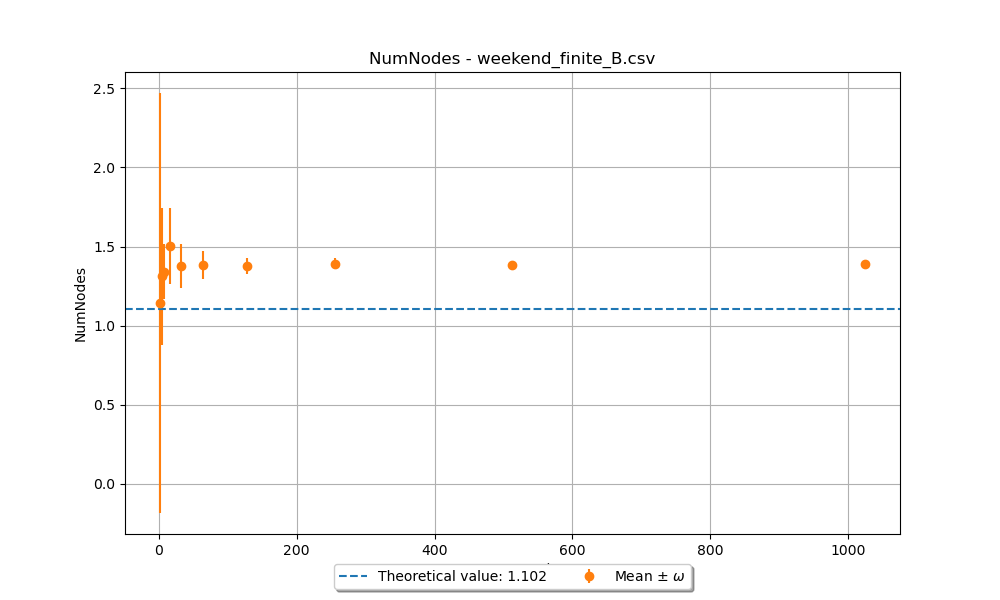 NumNodes - weekend_finite_B.csv
2.5
2.0
1.5
1.0
0.5
0.0
NumNodes
0 200 400 600 800 1000
Theoretical value: 1.102 Mean ± ω